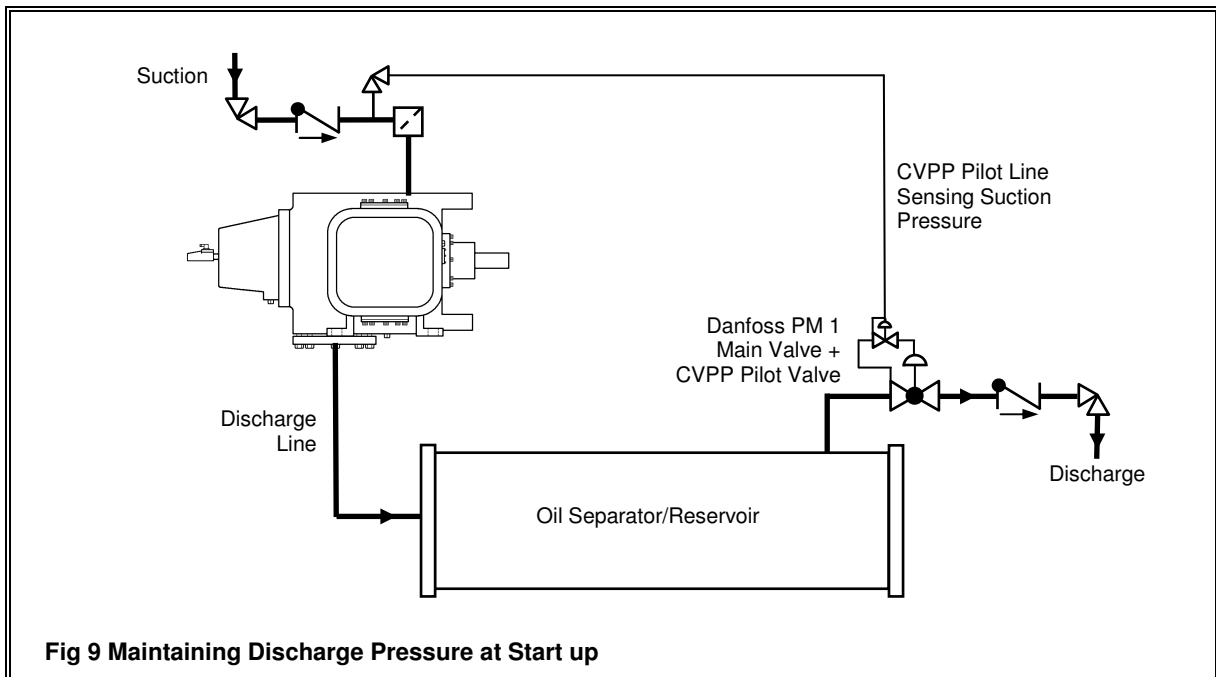 Suction
CVPP Pilot Line
Sensing Suction
Pressure
Danfoss PM 1
Main Valve +
CVPP Pilot Valve
Discharge
Line
Discharge
Oil Separator/Reservoir
Fig 9 Maintaining Discharge Pressure at Start up